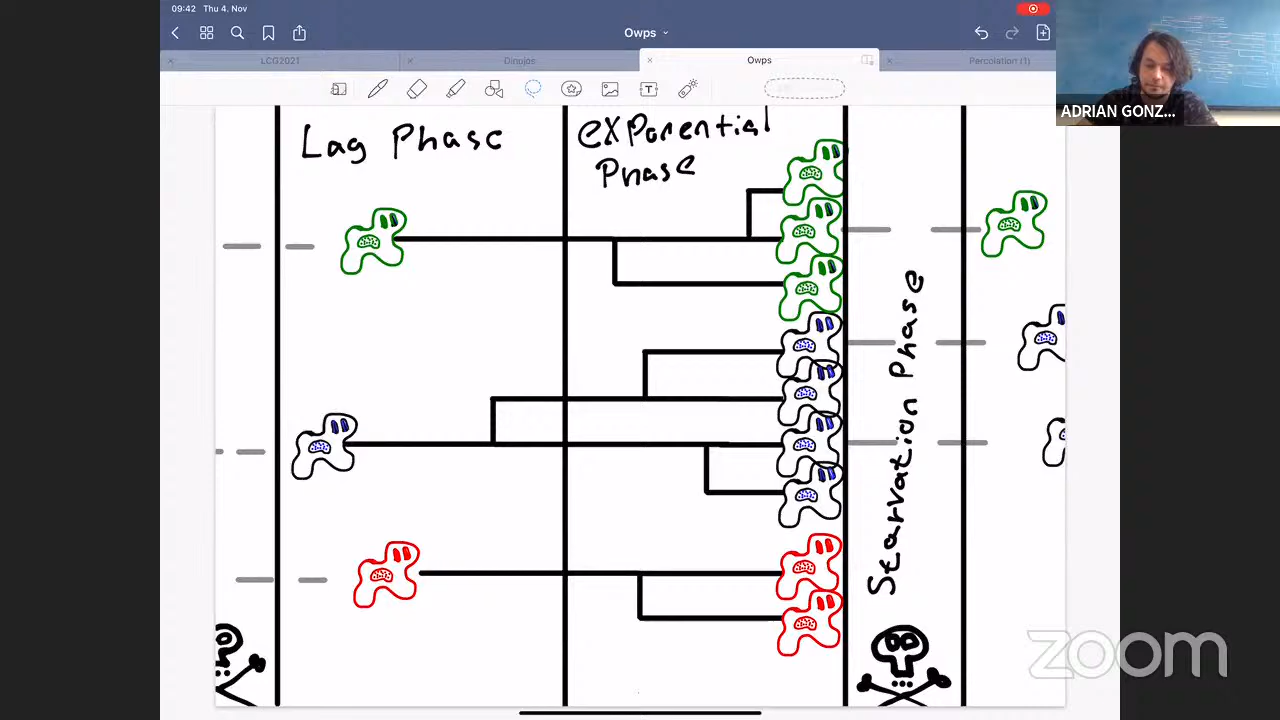 09:42 Thu 4. Nov
Owps
LCG2021
Dinojos
Owps
Percolation (1)
ADRIAN GONZ...
Lag Phase
exponential
Phase
Starvation Phase
zoom